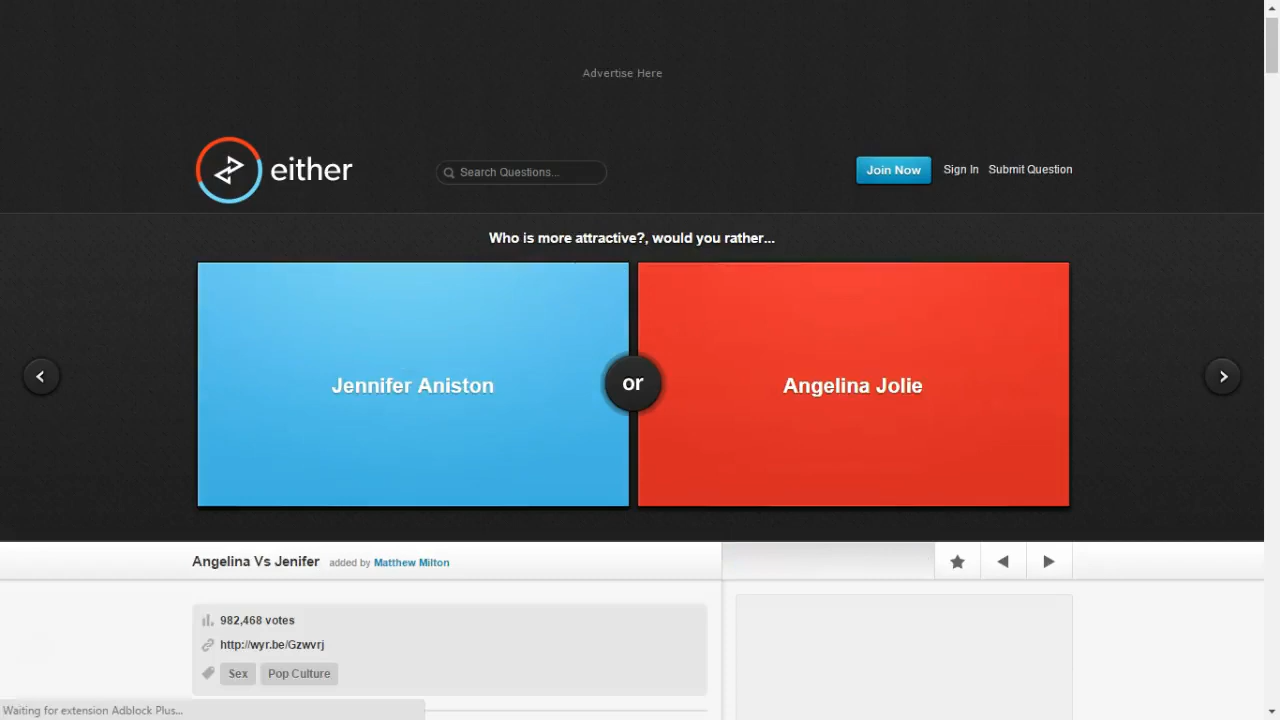 Advertise Here
either
Search Questions...
Join Now
Sign In
Submit Question
Who is more attractive?, would you rather...
Jennifer Aniston
or
Angelina Jolie
Angelina Vs Jenifer added by Matthew Milton
982,468 votes
http://wyr.be/Gzwvrj
Sex
Pop Culture
Waiting for extension Adblock Plus...